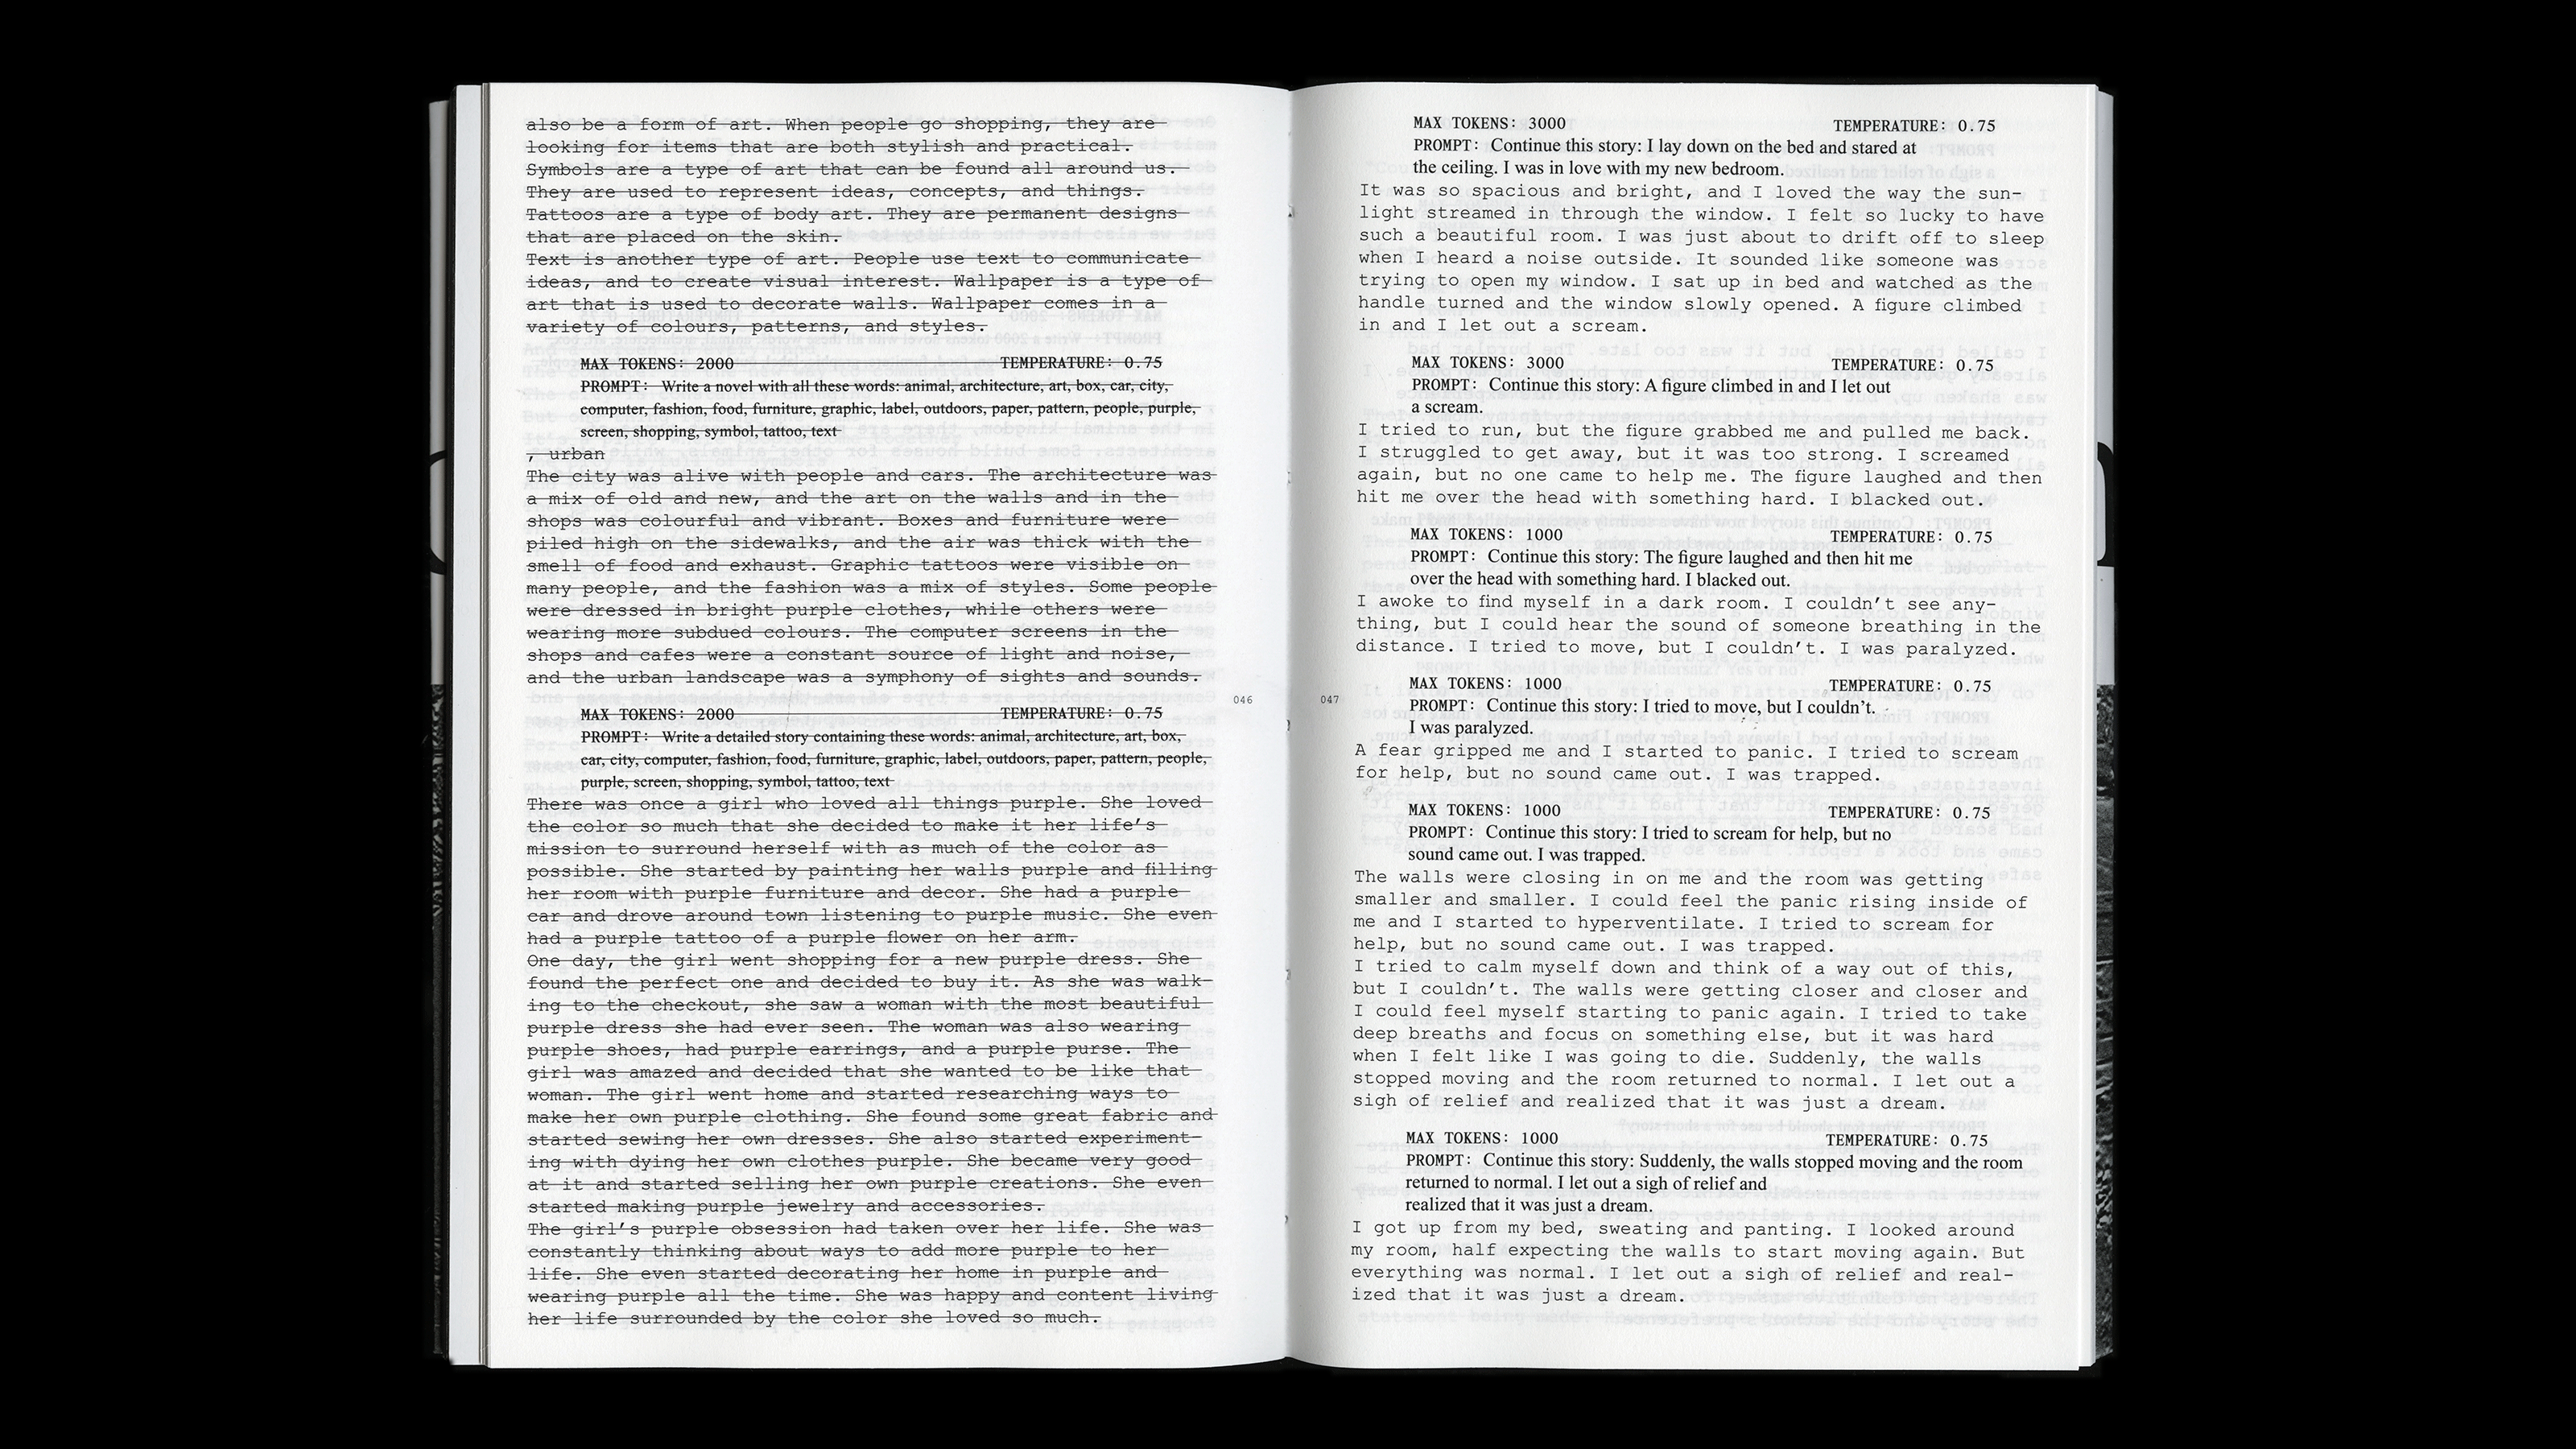 also be a form of art. When people go shopping, they are
looking for items that are both stylish and practical.
Symbols are a type of art that can be found all around us.
They are used to represent ideas, concepts, and things.
Tattoos are a type of body art. They are permanent designs
that are placed on the skin.
Text is another type of art. People use text to communicate
ideas, and to create visual interest. Wallpaper is a type of
art that is used to decorate walls. Wallpaper comes in a
variety of colours, patterns, and styles.
MAX TOKENS: 2000 TEMPERATURE: 0.75
PROMPT: Write a novel with all these words: animal, architecture, art, box, car, city,
computer, fashion, food, furniture, graphic, label, outdoors, paper, pattern, people, purple,
screen, shopping, symbol, tattoo, text
, urban
The city was alive with people and cars. The architecture was
a mix of old and new, and the art on the walls and in the
shops was colourful and vibrant. Boxes and furniture were
piled high on the sidewalks, and the air was thick with the
smell of food and exhaust. Graphic tattoos were visible on
many people, and the fashion was a mix of styles. Some people
were dressed in bright purple clothes, while others were
wearing more subdued colours. The computer screens in the
shops and cafes were a constant source of light and noise,
and the urban landscape was a symphony of sights and sounds.
MAX TOKENS: 2000 TEMPERATURE: 0.75
PROMPT: Write a detailed story containing these words: animal, architecture, art, box,
car, city, computer, fashion, food, furniture, graphic, label, outdoors, paper, pattern, people,
purple, screen, shopping, symbol, tattoo, text
There was once a girl who loved all things purple. She loved
the color so much that she decided to make it her life's
mission to surround herself with as much of the color as
possible. She started by painting her walls purple and filling
her room with purple furniture and decor. She had a purple
car and drove around town listening to purple music. She even
had a purple tattoo of a purple flower on her arm.
One day, the girl went shopping for a new purple dress. She
found the perfect one and decided to buy it. As she was walk-
ing to the checkout, she saw a woman with the most beautiful
purple dress she had ever seen. The woman was also wearing
purple shoes, had purple earrings, and a purple purse. The
girl was amazed and decided that she wanted to be like that
woman. The girl went home and started researching ways to
make her own purple clothing. She found some great fabric and
started sewing her own dresses. She also started experiment-
ing with dying her own clothes purple. She became very good
at it and started selling her own purple creations. She even
started making purple jewelry and accessories.
The girl's purple obsession had taken over her life. She was
constantly thinking about ways to add more purple to her
life. She even started decorating her home in purple and
wearing purple all the time. She was happy and content living
her life surrounded by the color she loved so much.
046
047
MAX TOKENS: 3000 TEMPERATURE: 0.75
PROMPT: Continue this story: I lay down on the bed and stared at
the ceiling. I was in love with my new bedroom.
It was so spacious and bright, and I loved the way the sun-
light streamed in through the window. I felt so lucky to have
such a beautiful room. I was just about to drift off to sleep
when I heard a noise outside. It sounded like someone was
trying to open my window. I sat up in bed and watched as the
handle turned and the window slowly opened. A figure climbed
in and I let out a scream.
MAX TOKENS: 3000 TEMPERATURE: 0.75
PROMPT: Continue this story: A figure climbed in and I let out
a scream.
I tried to run, but the figure grabbed me and pulled me back.
I struggled to get away, but it was too strong. I screamed
again, but no one came to help me. The figure laughed and then
hit me over the head with something hard. I blacked out.
MAX TOKENS: 1000 TEMPERATURE: 0.75
PROMPT: Continue this story: The figure laughed and then hit me
over the head with something hard. I blacked out.
I awoke to find myself in a dark room. I couldn't see any-
thing, but I could hear the sound of someone breathing in the
distance. I tried to move, but I couldn't. I was paralyzed.
MAX TOKENS: 1000 TEMPERATURE: 0.75
PROMPT: Continue this story: I tried to move, but I couldn't.
I was paralyzed.
A fear gripped me and I started to panic. I tried to scream
for help, but no sound came out. I was trapped.
MAX TOKENS: 1000 TEMPERATURE: 0.75
PROMPT: Continue this story: I tried to scream for help, but no
sound came out. I was trapped.
The walls were closing in on me and the room was getting
smaller and smaller. I could feel the panic rising inside of
me and I started to hyperventilate. I tried to scream for
help, but no sound came out. I was trapped.
I tried to calm myself down and think of a way out of this,
but I couldn't. The walls were getting closer and closer and
I could feel myself starting to panic again. I tried to take
deep breaths and focus on something else, but it was hard
when I felt like I was going to die. Suddenly, the walls
stopped moving and the room returned to normal. I let out a
sigh of relief and realized that it was just a dream.
MAX TOKENS: 1000 TEMPERATURE: 0.75
PROMPT: Continue this story: Suddenly, the walls stopped moving and the room
returned to normal. I let out a sigh of relief and
realized that it was just a dream.
I got up from my bed, sweating and panting. I looked around
my room, half expecting the walls to start moving again. But
everything was normal. I let out a sigh of relief and real-
ized that it was just a dream.